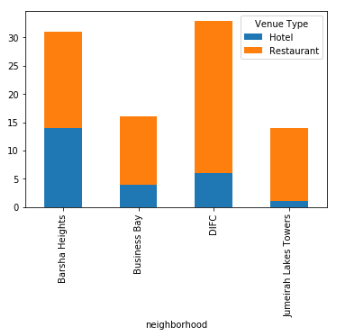 Venue Type
Hotel
Restaurant
30
25
20
15
10
5
0
Barsha Heights
Business Bay
DIFC
Jumeirah Lakes Towers
neighborhood